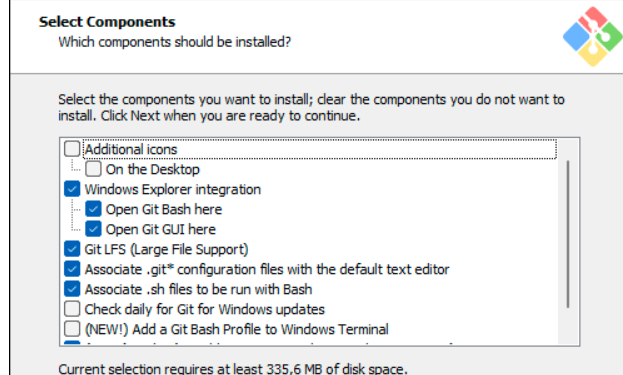 Select Components
Which components should be installed?
Select the components you want to install; clear the components you do not want to
install. Click Next when you are ready to continue.
Additional icons
On the Desktop
Windows Explorer integration
Open Git Bash here
Open Git GUI here
Git LFS (Large File Support)
Associate .git* configuration files with the default text editor
Associate .sh files to be run with Bash
Check daily for Git for Windows updates
(NEW!) Add a Git Bash Profile to Windows Terminal
Current selection requires at least 335,6 MB of disk space.